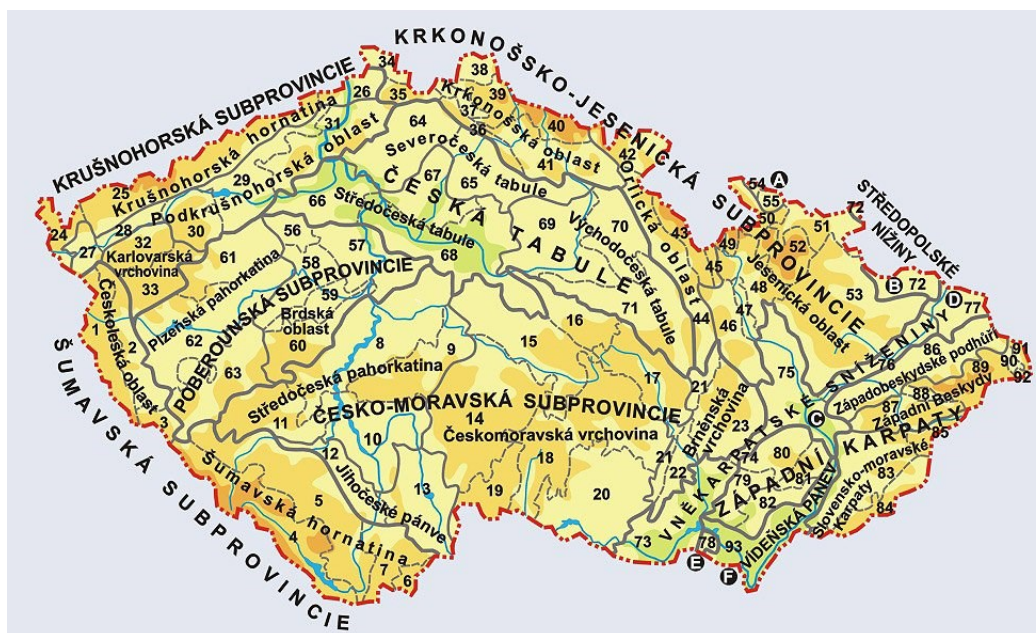 KRKONOŠSKO-JESENICKÁ SUBPROVINCIE
KRUŠNOHORSKÁ SUBPROVINCIE
34
38
26
35
Krkonošská oblast
39
37
40
36
Krušnohorská hornatina
31
64
Severočeská tabule
41
42
25
Podkrušnohorská oblast
29
67
65
ČESKÁ TABULE
Orlická oblast
54
A
55
50
51
72
STŘEDOPOLSKÉ NÍŽINY
24
27
28
32
30
Karlovarská
vrchovina
33
66
Středočeská tabule
68
69
70
Východočeská tabule
71
43
49
52
45
48
Jesenická oblast
53
B
72
D
77
61
56
57
58
59
Plzeňská pahorkatina
POBEROUNSKÁ SUBPROVINCIE
Brdská
oblast
60
62
63
1
2
3
Českoleská oblast
ŠUMAVSKÁ SUBPROVINCIE
8
9
16
15
17
44
46
47
75
76
86
91
90
92
89
88
87
85
Západobeskydské podhůří
Západní Beskydy
Středočeská pahorkatina
11
ČESKO-MORAVSKÁ SUBPROVINCIE
14
Českomoravská vrchovina
10
12
Jihočeské pánve
13
18
19
20
21
21
22
Brněnská
vrchovina
23
74
VNĚKARPATSKÉ SNÍŽENINY
C
80
79
81
82
ZÁPADNÍ KARPATY
VÍDEŇSKÁ PÁNEV
Slovensko-moravské
Karpaty
83
84
Šumavská hornatina
5
4
7
6
73
78
93
E
F